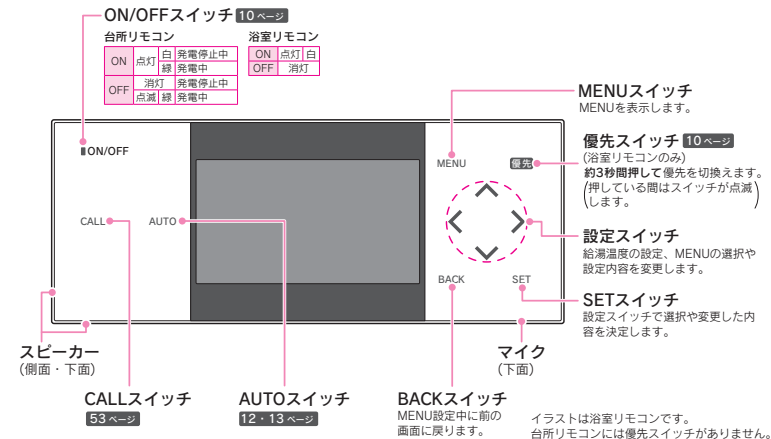 ON/OFFスイッチ 10ページ
台所リモコン
ON 点灯 白 発電停止中
緑 発電中
OFF 消灯 発電停止中
点滅 緑 発電中
浴室リモコン
ON 点灯 白
OFF 消灯
MENUスイッチ
MENUを表示します。
優先スイッチ 10ページ
(浴室リモコンのみ)
約3秒間押して優先を切換えます。
(押している間はスイッチが点滅
します。)
設定スイッチ
給湯温度の設定、MENUの選択や
設定内容を変更します。
SETスイッチ
設定スイッチで選択や変更した内
容を決定します。
ON/OFF
MENU
優先
CALL
AUTO
BACK
SET
スピーカー
(側面・下面)
マイク
(下面)
CALLスイッチ
53ページ
AUTOスイッチ
12・13ページ
BACKスイッチ
MENU設定中に前の
画面に戻ります。
イラストは浴室リモコンです。
台所リモコンには優先スイッチがありません。